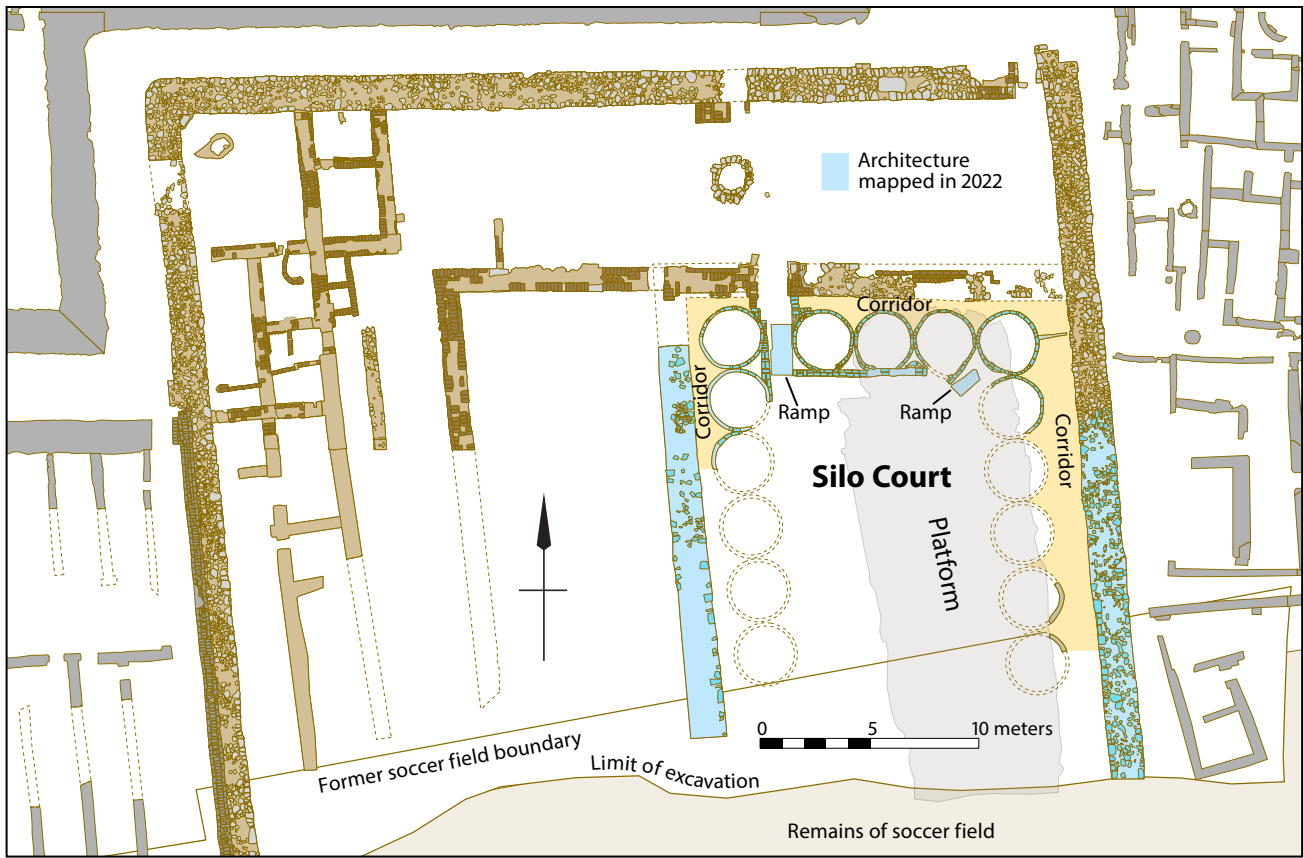 Architecture
mapped in 2022
Corridor
Corridor
Ramp
Ramp
Corridor
Silo Court
Platform
0 5 10 meters
Former soccer field boundary
Limit of excavation
Remains of soccer field